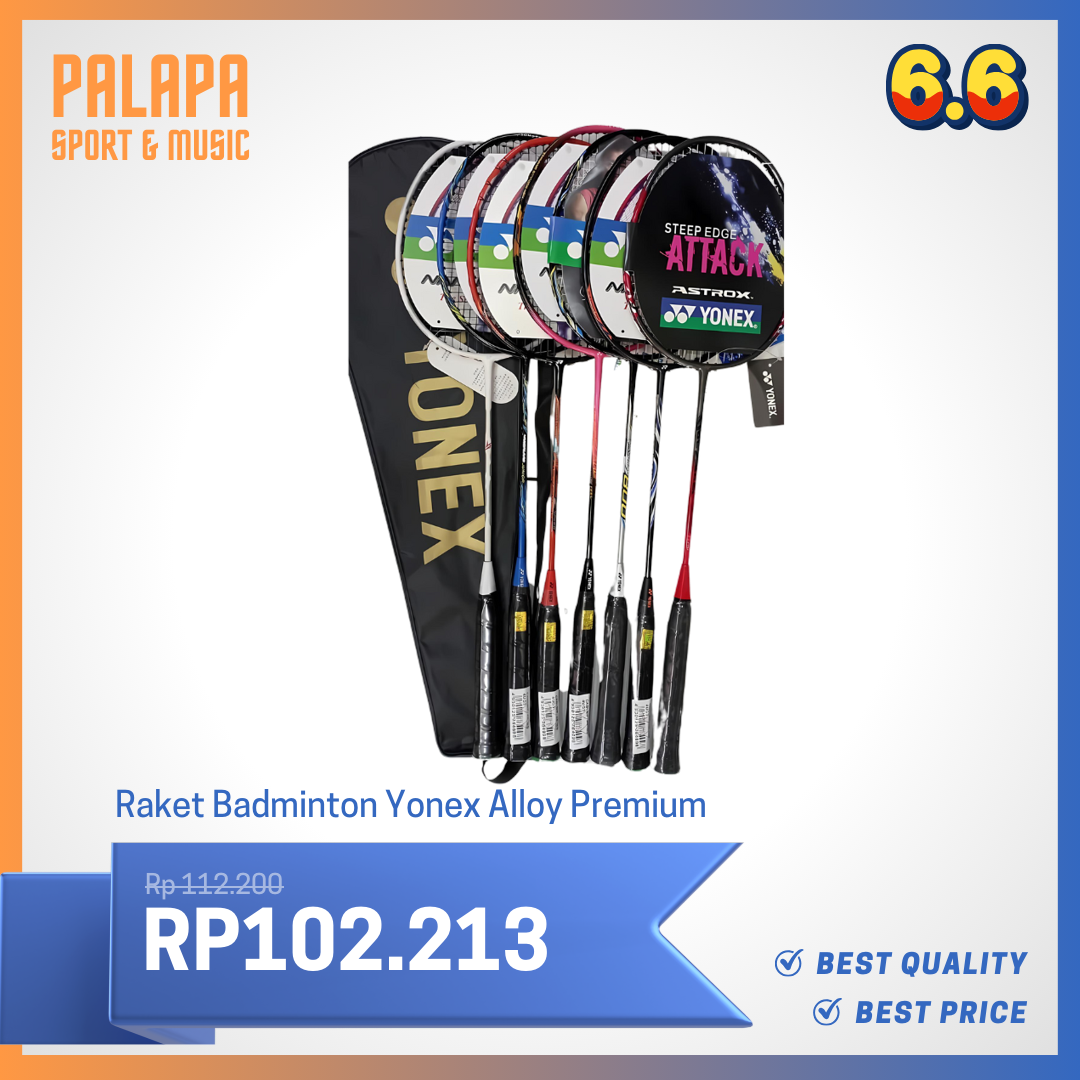 PALAPA
SPORT & MUSIC
6.6
STEEP EDGE
ATTACK
ASTROX
YONEX
YONEX
YONEX
Raket Badminton Yonex Alloy Premium
Rp 112.200
RP102.213
BEST QUALITY
BEST PRICE